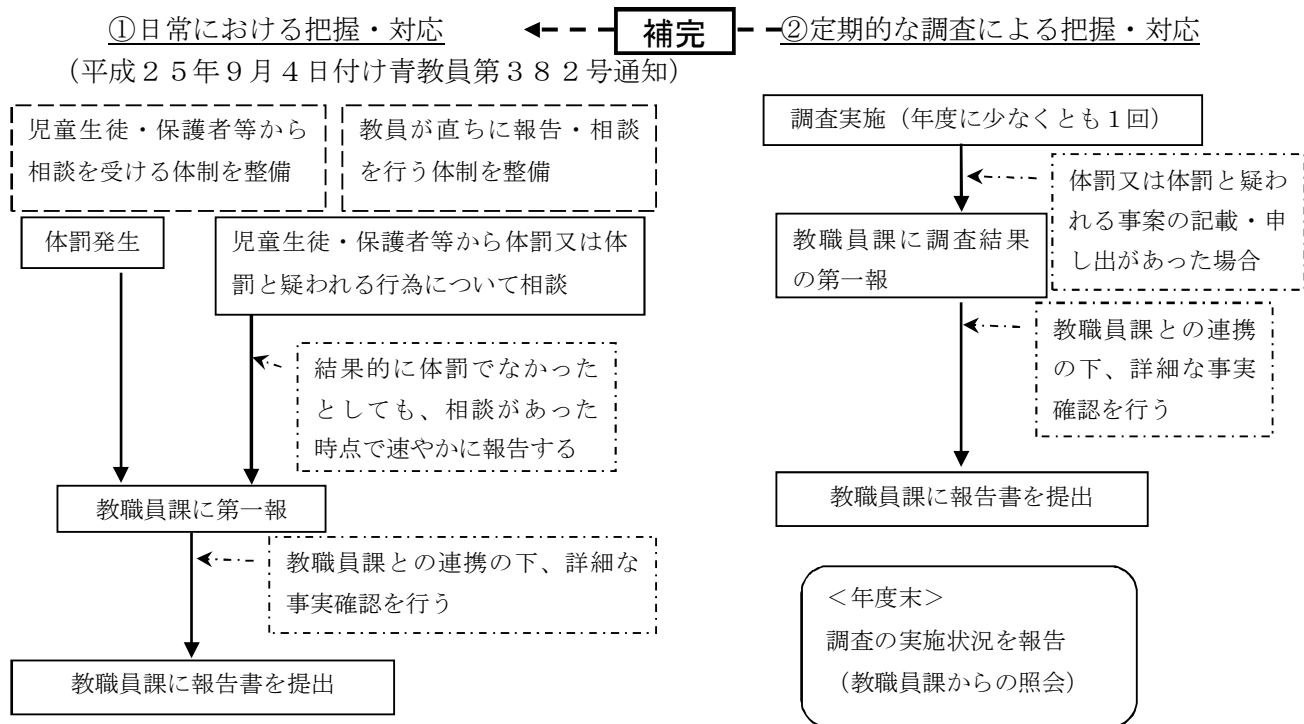 ①日常における把握・対応
補完
②定期的な調査による把握・対応
（平成２５年９月４日付け青教員第３８２号通知）
児童生徒・保護者等から
相談を受ける体制を整備
教員が直ちに報告・相談
を行う体制を整備
体罰発生
児童生徒・保護者等から体罰又は体
罰と疑われる行為について相談
結果的に体罰でなかった
としても、相談があった
時点で速やかに報告する
教職員課に第一報
教職員課との連携の下、詳細な
事実確認を行う
教職員課に報告書を提出
調査実施（年度に少なくとも１回）
体罰又は体罰と疑わ
れる事案の記載・申
し出があった場合
教職員課に調査結果
の第一報
教職員課との連携
の下、詳細な事実
確認を行う
教職員課に報告書を提出
＜年度末＞
調査の実施状況を報告
（教職員課からの照会）